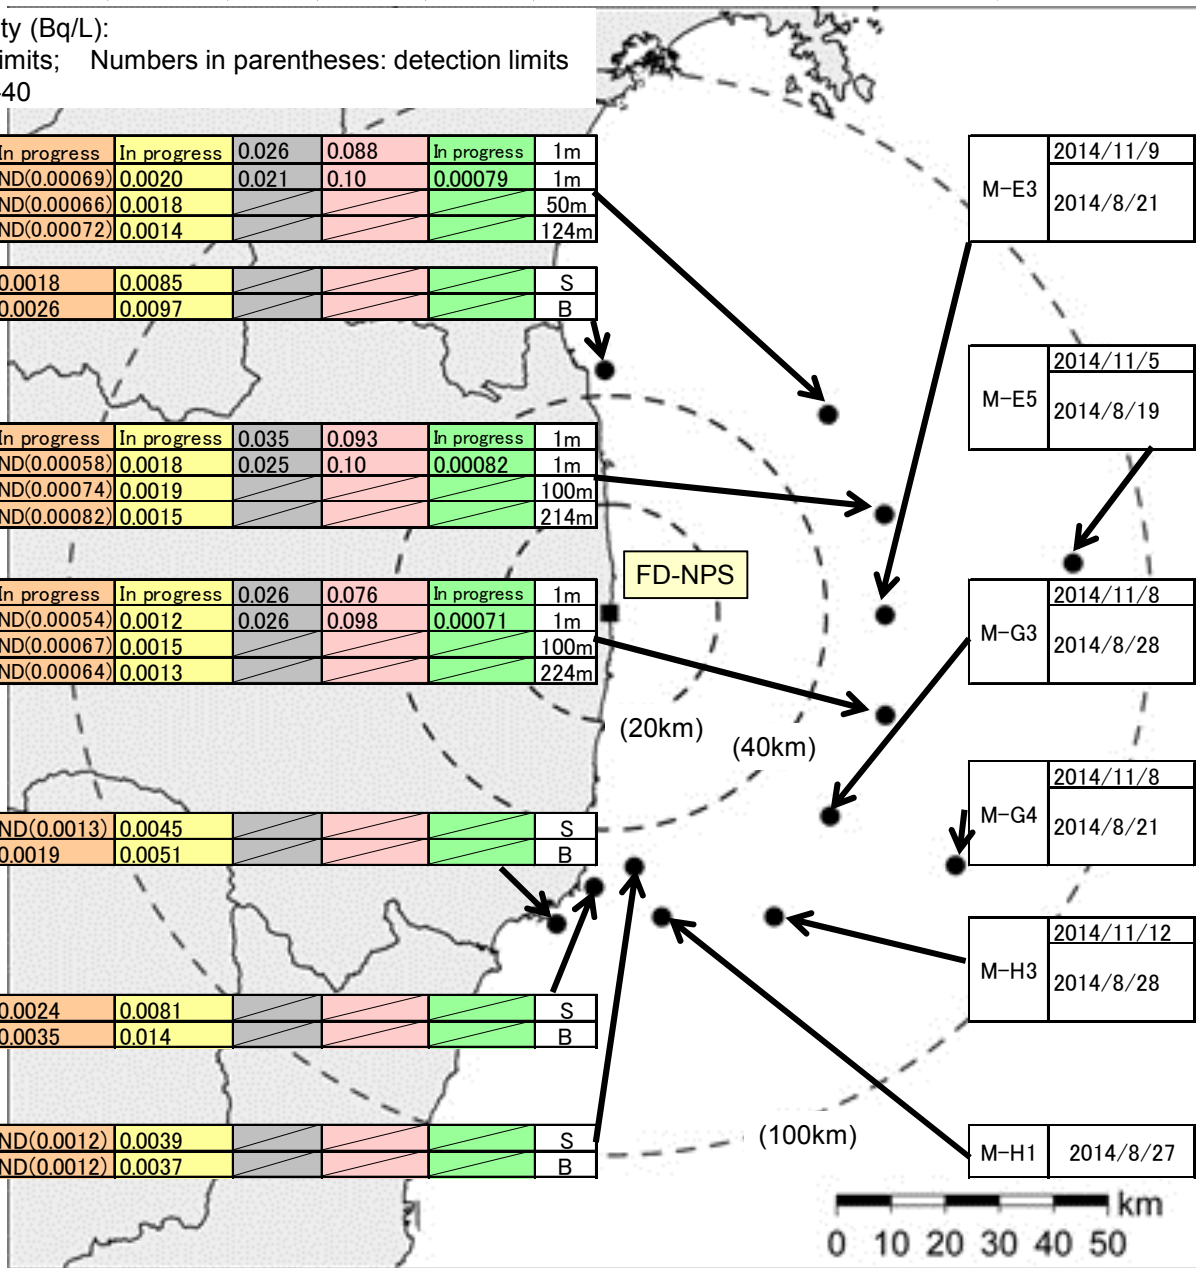 ty (Bq/L):
imits; Numbers in parentheses: detection limits
40
In progress In progress 0.026 0.088 In progress 1m
ND(0.00069) 0.0020 0.021 0.10 0.00079 1m
ND(0.00066) 0.0018 50m
ND(0.00072) 0.0014 124m
0.0018 0.0085 S
0.0026 0.0097 B
In progress In progress 0.035 0.093 In progress 1m
ND(0.00058) 0.0018 0.025 0.10 0.00082 1m
ND(0.00074) 0.0019 100m
ND(0.00082) 0.0015 214m
In progress In progress 0.026 0.076 In progress 1m
ND(0.00054) 0.0012 0.026 0.098 0.00071 1m
ND(0.00067) 0.0015 100m
ND(0.00064) 0.0013 224m
ND(0.0013) 0.0045 S
0.0019 0.0051 B
0.0024 0.0081 S
0.0035 0.014 B
ND(0.0012) 0.0039 S
ND(0.0012) 0.0037 B
FD-NPS
(20km)
(40km)
(100km)
M-E3 2014/11/9
2014/8/21
M-E5 2014/11/5
2014/8/19
M-G3 2014/11/8
2014/8/28
M-G4 2014/11/8
2014/8/21
M-H3 2014/11/12
2014/8/28
M-H1 2014/8/27
km
0 10 20 30 40 50